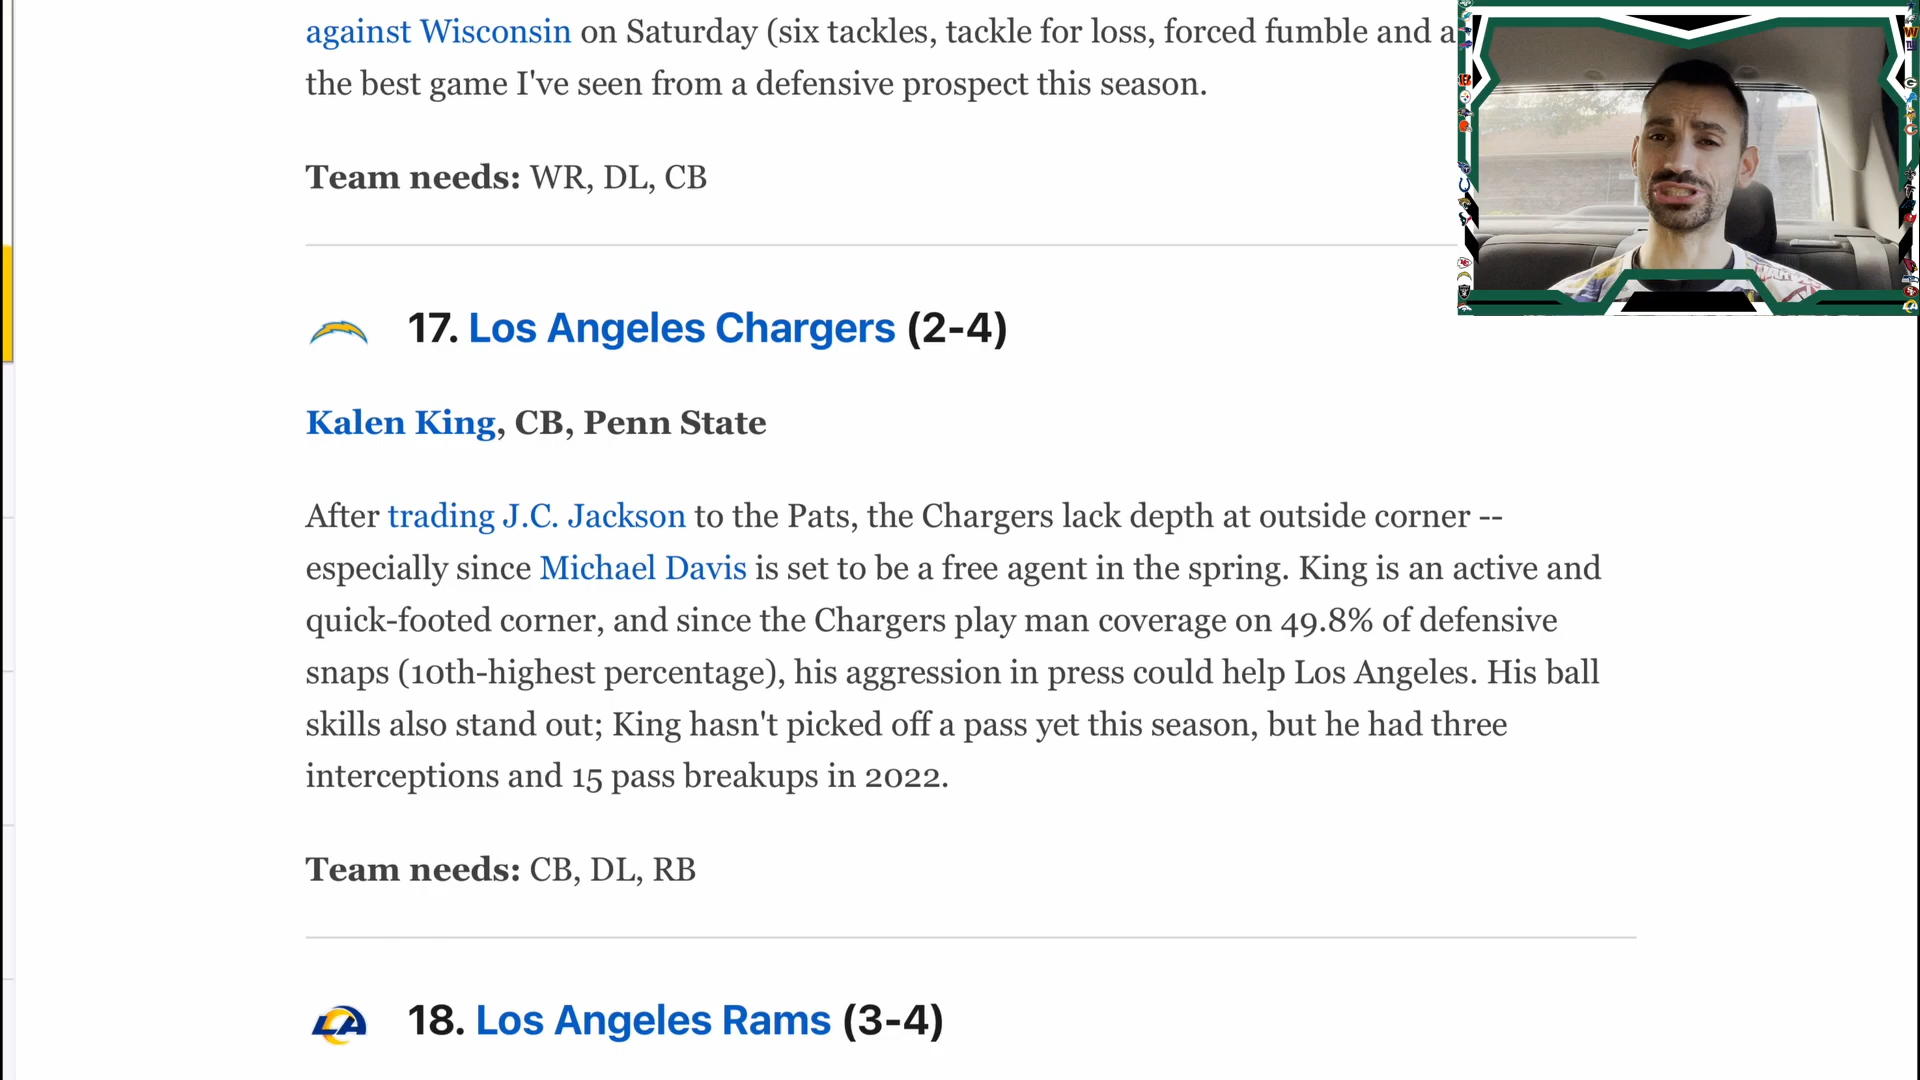 against Wisconsin on Saturday (six tackles, tackle for loss, forced fumble and a
the best game I've seen from a defensive prospect this season.
Team needs: WR, DL, CB
17. Los Angeles Chargers (2-4)
Kalen King, CB, Penn State
After trading J.C. Jackson to the Pats, the Chargers lack depth at outside corner --
especially since Michael Davis is set to be a free agent in the spring. King is an active and
quick-footed corner, and since the Chargers play man coverage on 49.8% of defensive
snaps (10th-highest percentage), his aggression in press could help Los Angeles. His ball
skills also stand out; King hasn't picked off a pass yet this season, but he had three
interceptions and 15 pass breakups in 2022.
Team needs: CB, DL, RB
LA
18. Los Angeles Rams (3-4)